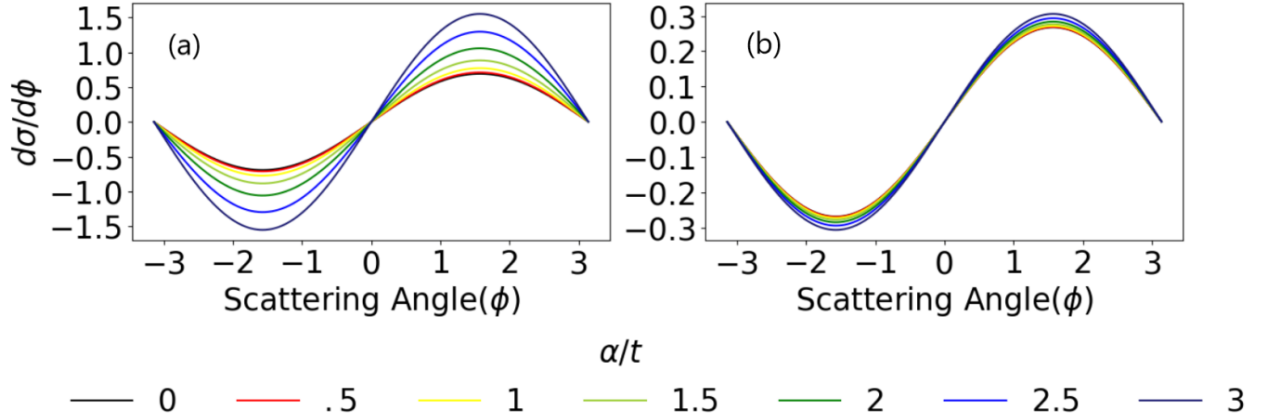 (a)
1.5
1.0
0.5
0.0
−0.5
−1.0
−1.5
dσ/dϕ
−3 −2 −1 0 1 2 3
Scattering Angle(ϕ)
(b)
0.3
0.2
0.1
0.0
−0.1
−0.2
−0.3
−3 −2 −1 0 1 2 3
Scattering Angle(ϕ)
α/t
0 .5 1 1.5 2 2.5 3